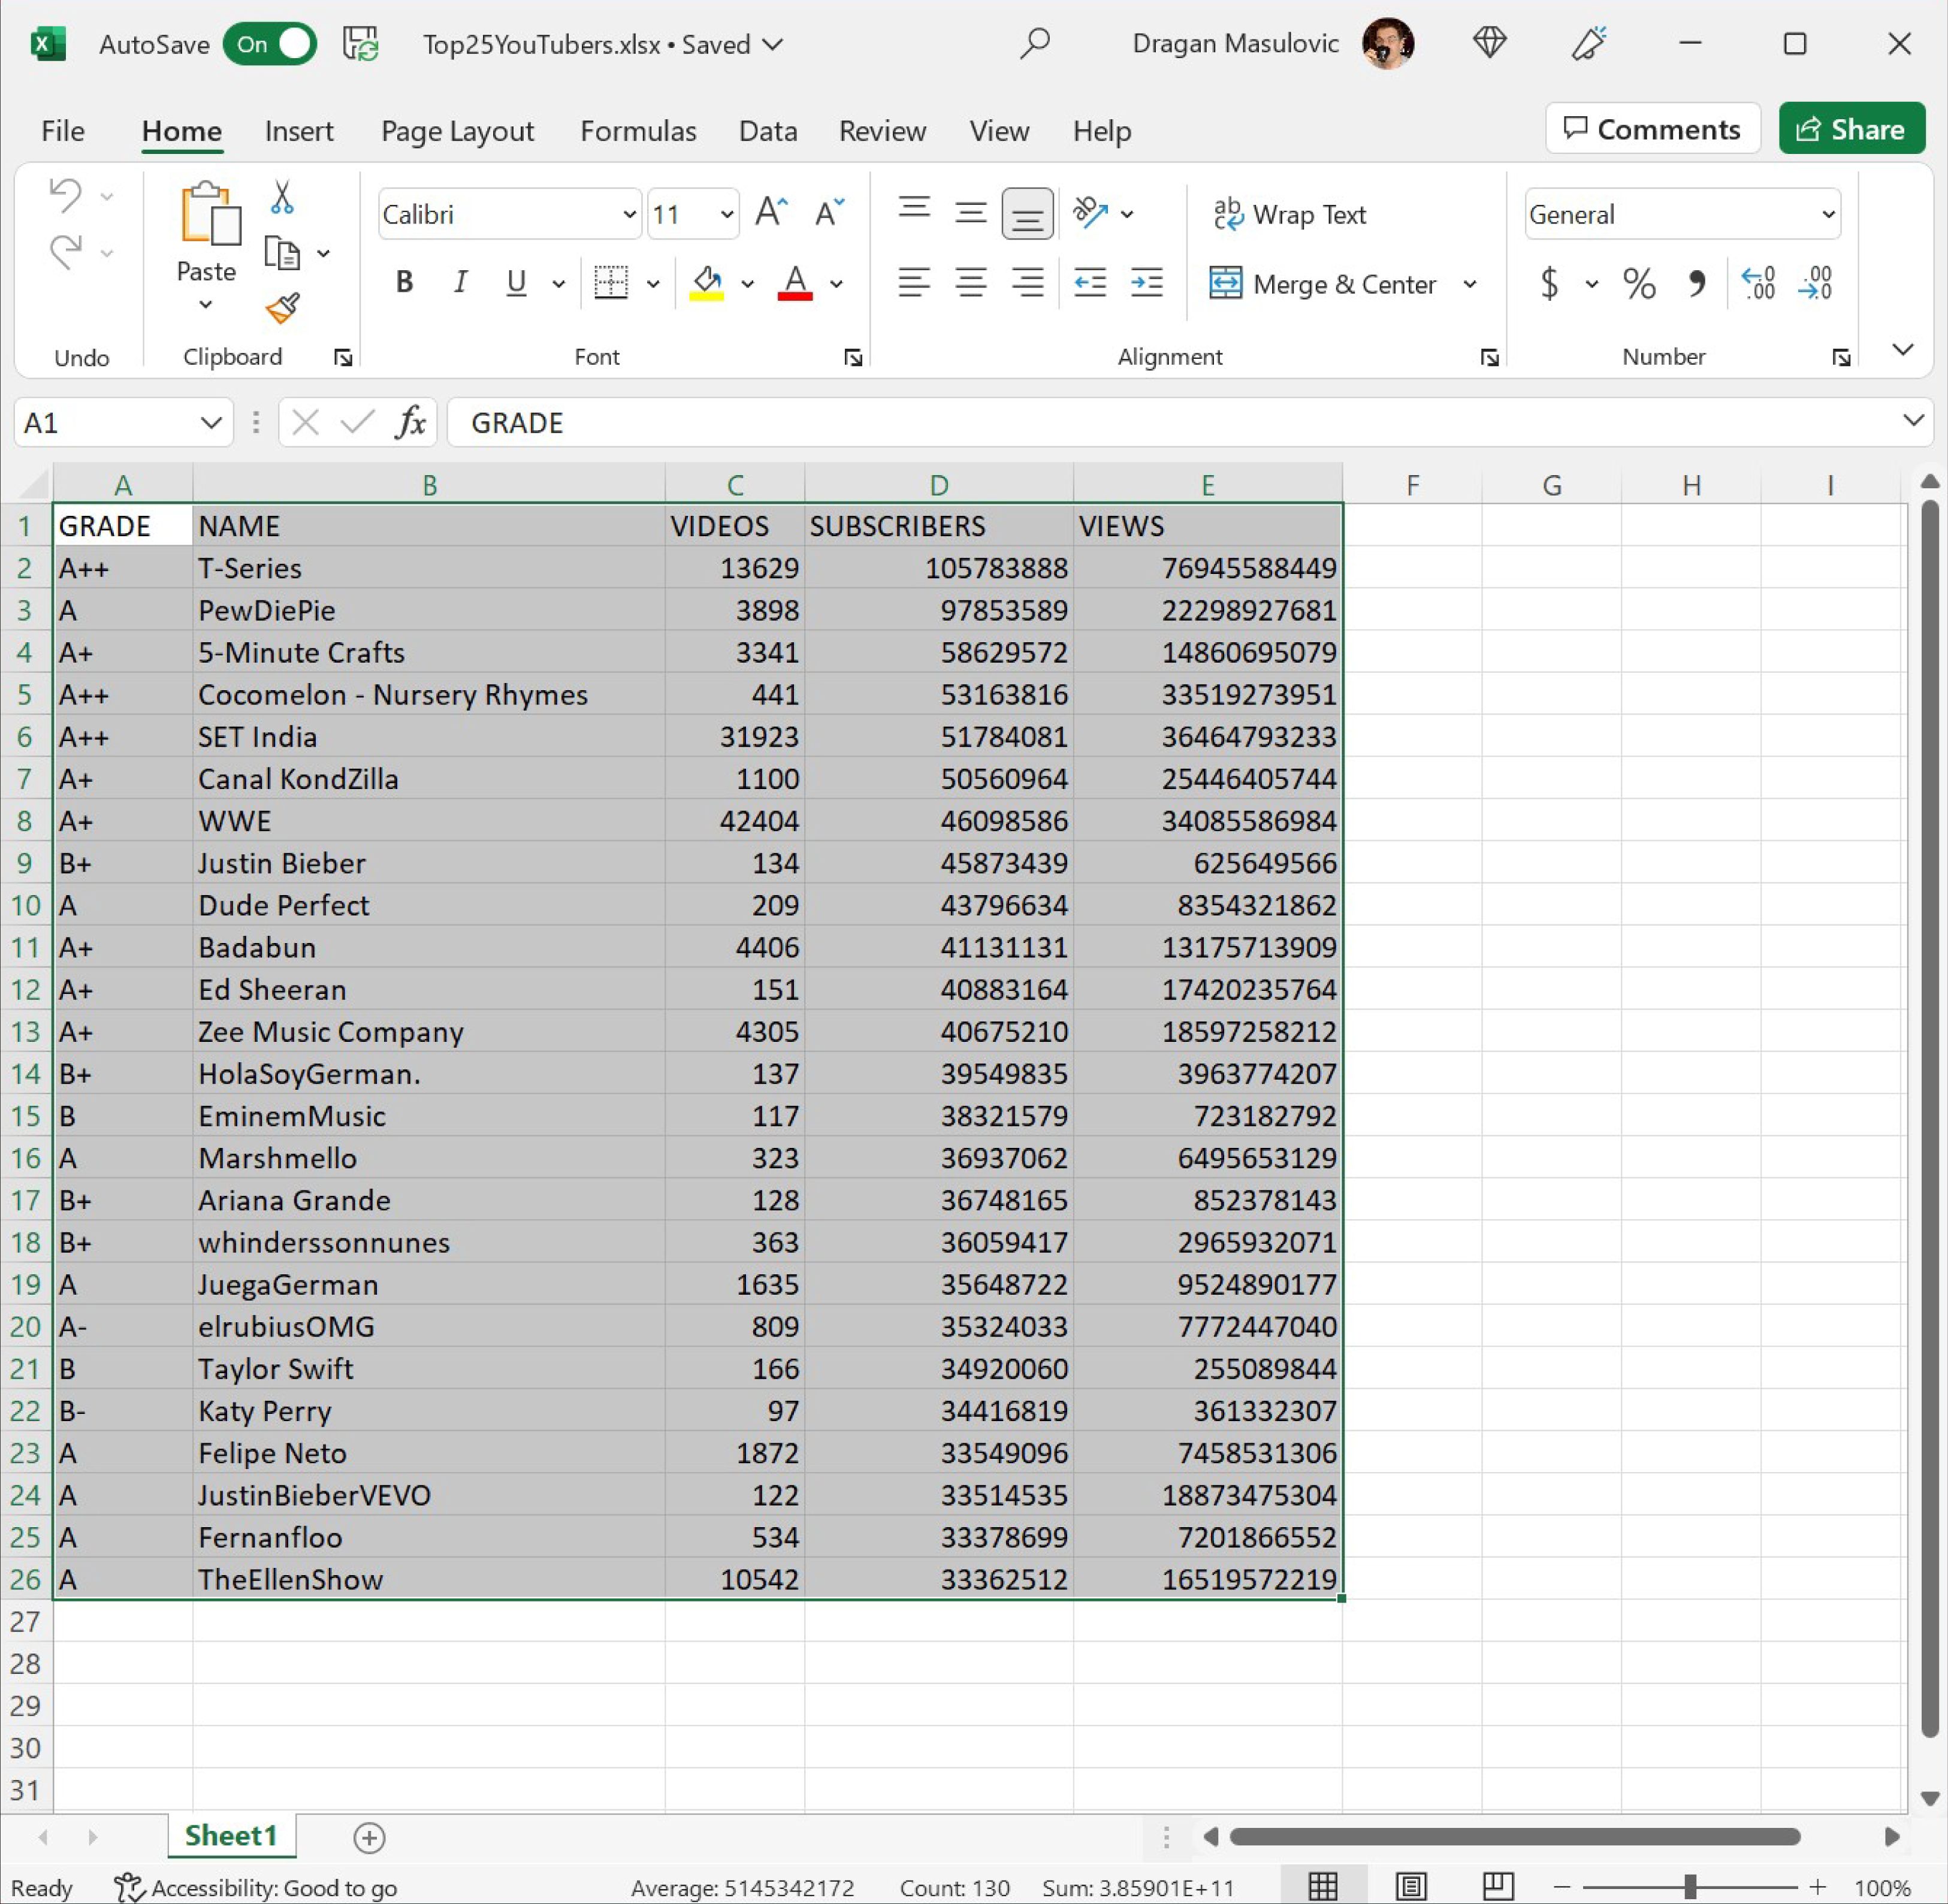 AutoSave On Top25YouTubers.xlsx • Saved Dragan Masulovic
File Home Insert Page Layout Formulas Data Review View Help Comments Share
Calibri 11 ab Wrap Text General
Paste B I U A Merge & Center $ % , .00 .0
Undo Clipboard Font Alignment Number
A1 fx GRADE
A B C D E F G H I
1 GRADE NAME VIDEOS SUBSCRIBERS VIEWS
2 A++ T-Series 13629 105783888 76945588449
3 A PewDiePie 3898 97853589 22298927681
4 A+ 5-Minute Crafts 3341 58629572 14860695079
5 A++ Cocomelon - Nursery Rhymes 441 53163816 33519273951
6 A++ SET India 31923 51784081 36464793233
7 A+ Canal KondZilla 1100 50560964 25446405744
8 A+ WWE 42404 46098586 34085586984
9 B+ Justin Bieber 134 45873439 625649566
10 A Dude Perfect 209 43796634 8354321862
11 A+ Badabun 4406 41131131 13175713909
12 A+ Ed Sheeran 151 40883164 17420235764
13 A+ Zee Music Company 4305 40675210 18597258212
14 B+ HolaSoyGerman. 137 39549835 3963774207
15 B EminemMusic 117 38321579 723182792
16 A Marshmello 323 36937062 6495653129
17 B+ Ariana Grande 128 36748165 852378143
18 B+ whinderssonnunes 363 36059417 2965932071
19 A JuegaGerman 1635 35648722 9524890177
20 A- elrubiusOMG 809 35324033 7772447040
21 B Taylor Swift 166 34920060 255089844
22 B- Katy Perry 97 34416819 361332307
23 A Felipe Neto 1872 33549096 7458531306
24 A JustinBieberVEVO 122 33514535 18873475304
25 A Fernanfloo 534 33378699 7201866552
26 A TheEllenShow 10542 33362512 16519572219
27
28
29
30
31
Sheet1
Ready Accessibility: Good to go Average: 5145342172 Count: 130 Sum: 3.85901E+11 100%